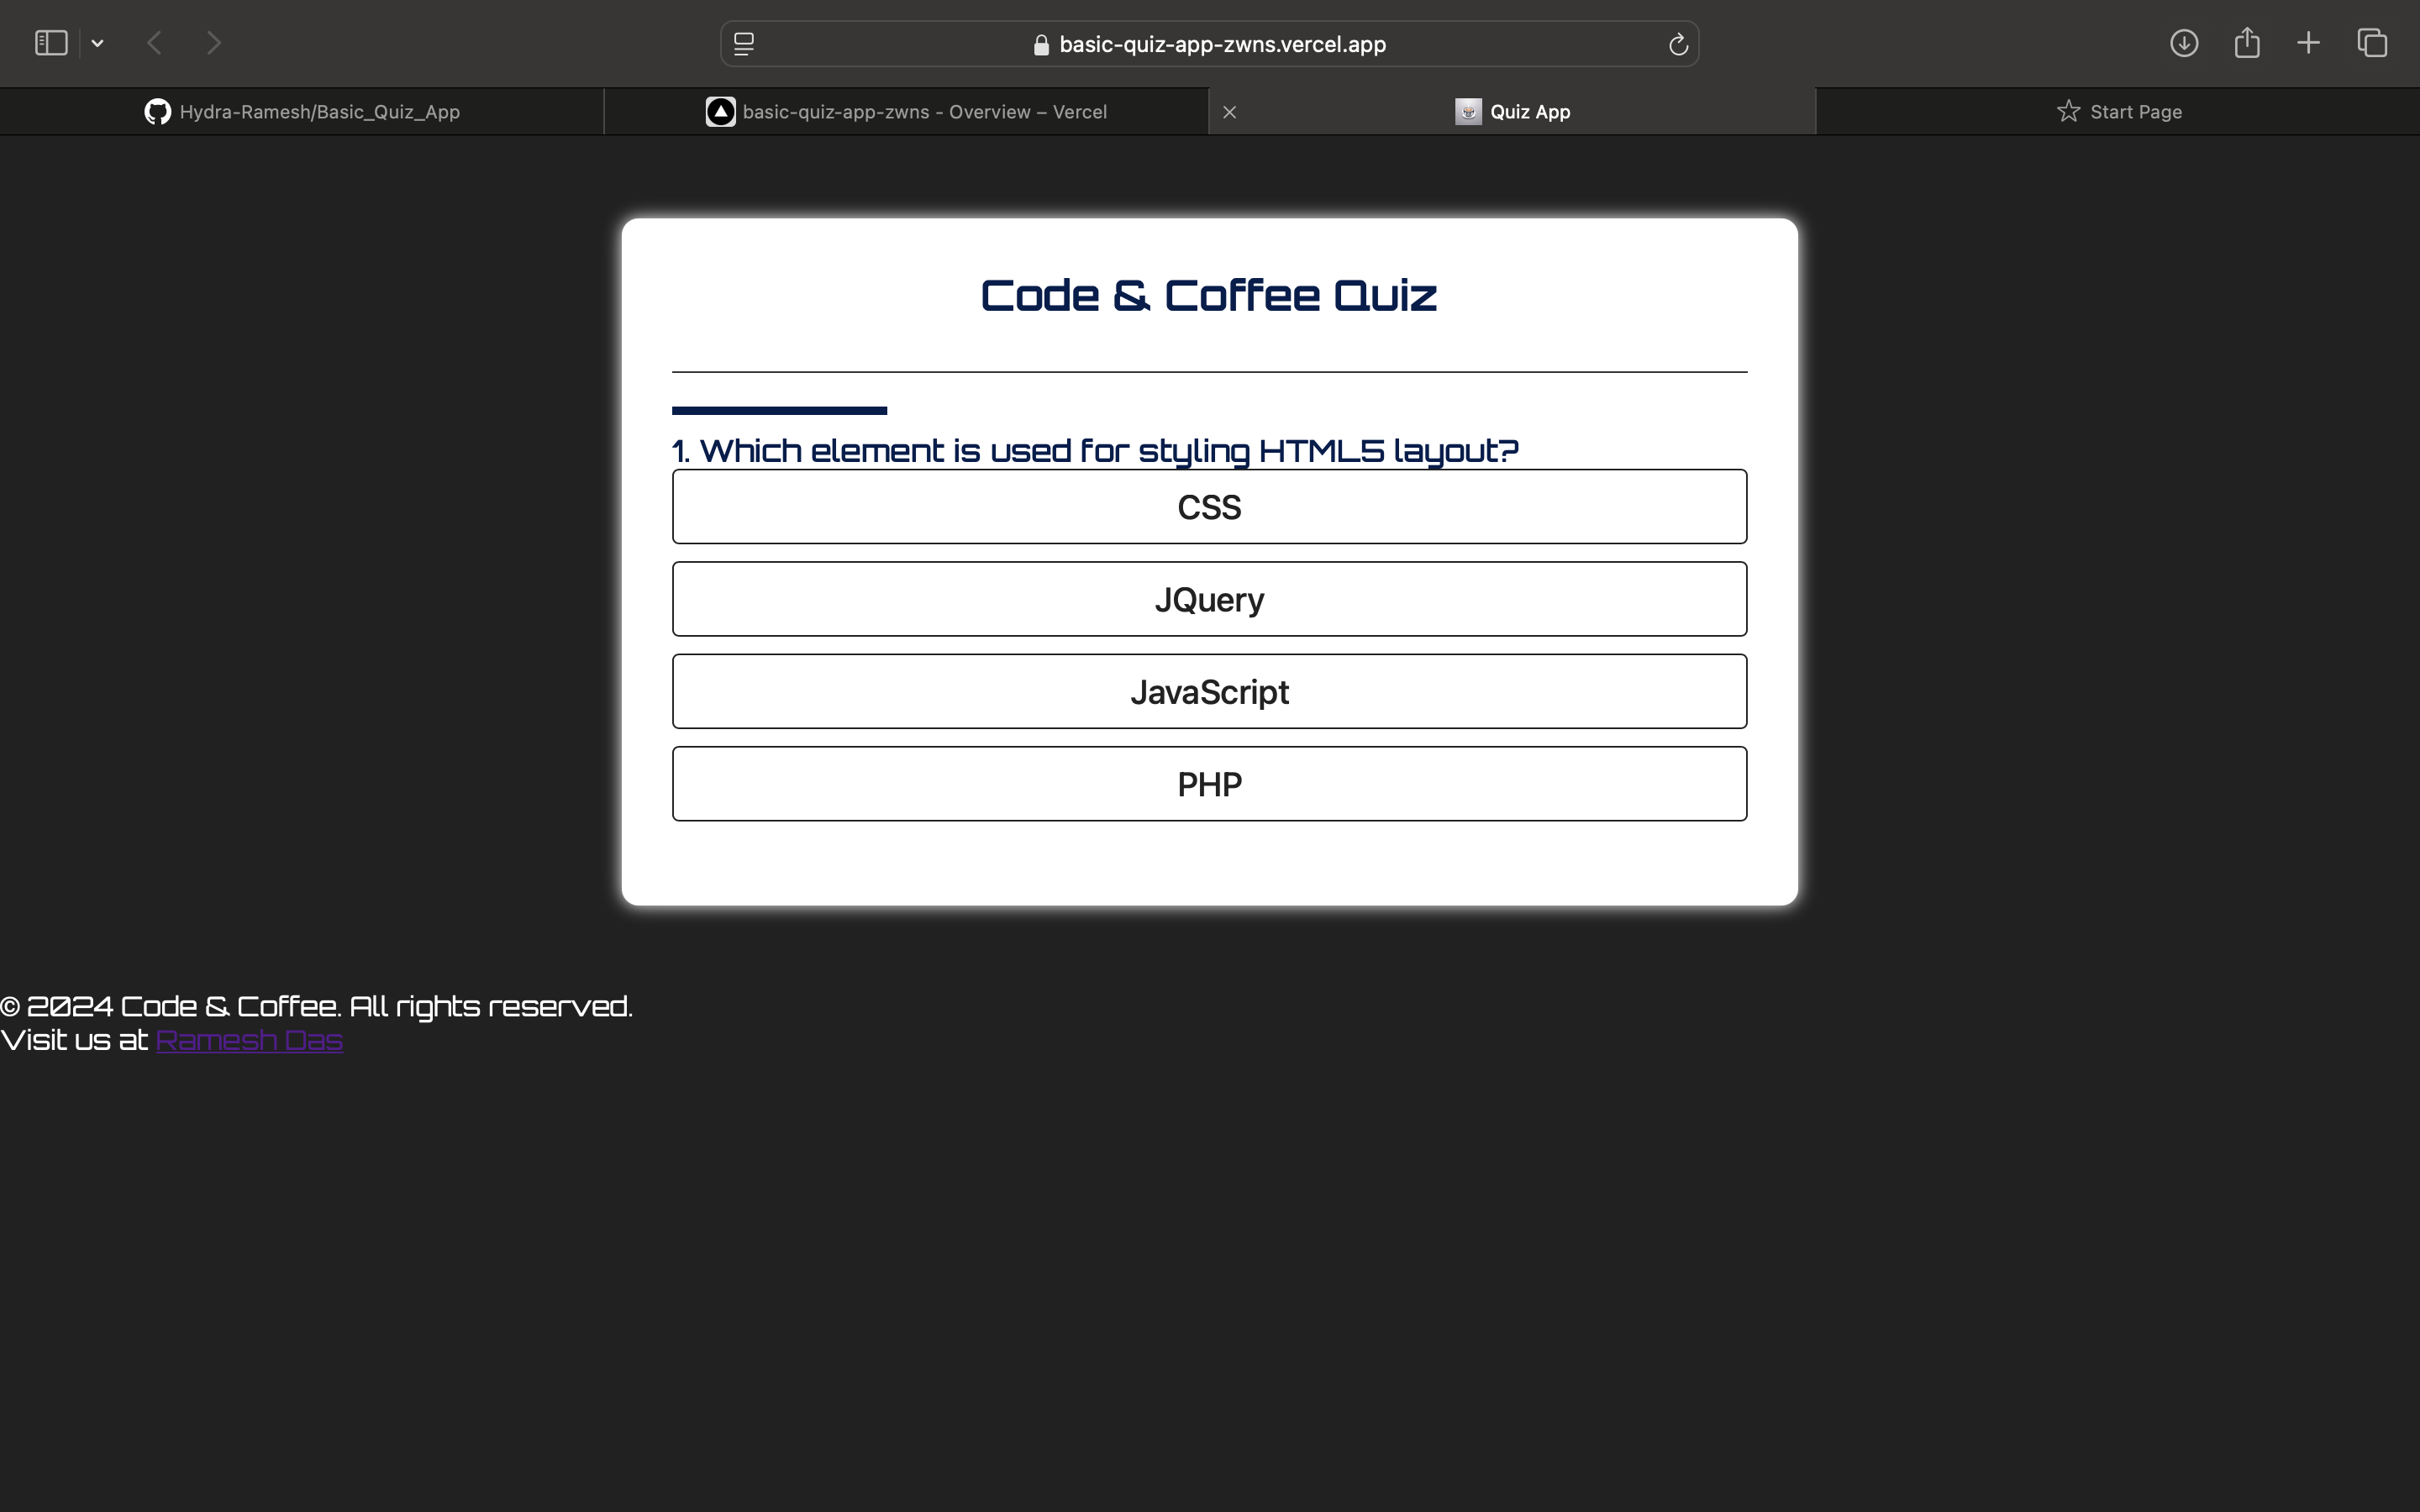 basic-quiz-app-zwns.vercel.app
Hydra-Ramesh/Basic_Quiz_App
basic-quiz-app-zwns - Overview – Vercel
Quiz App
Start Page
Code & Coffee Quiz
1. Which element is used for styling HTML5 layout?
CSS
JQuery
JavaScript
PHP
© 2024 Code & Coffee. All rights reserved.
Visit us at Ramesh Das